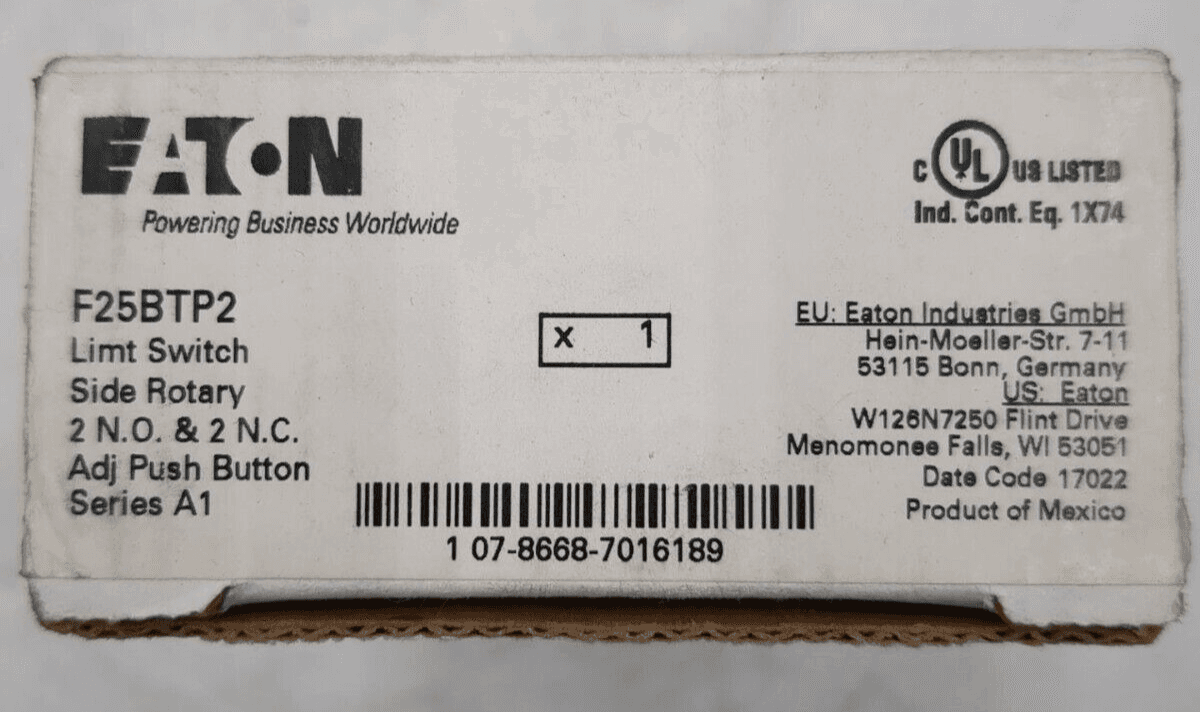 EATON
Powering Business Worldwide
F25BTP2
Limt Switch
Side Rotary
2 N.O. & 2 N.C.
Adj Push Button
Series A1
X 1
1 07-8668-7016189
C UL US LISTED
Ind. Cont. Eq. 1X74
EU: Eaton Industries GmbH
Hein-Moeller-Str. 7-11
53115 Bonn, Germany
US: Eaton
W126N7250 Flint Drive
Menomonee Falls, WI 53051
Date Code 17022
Product of Mexico